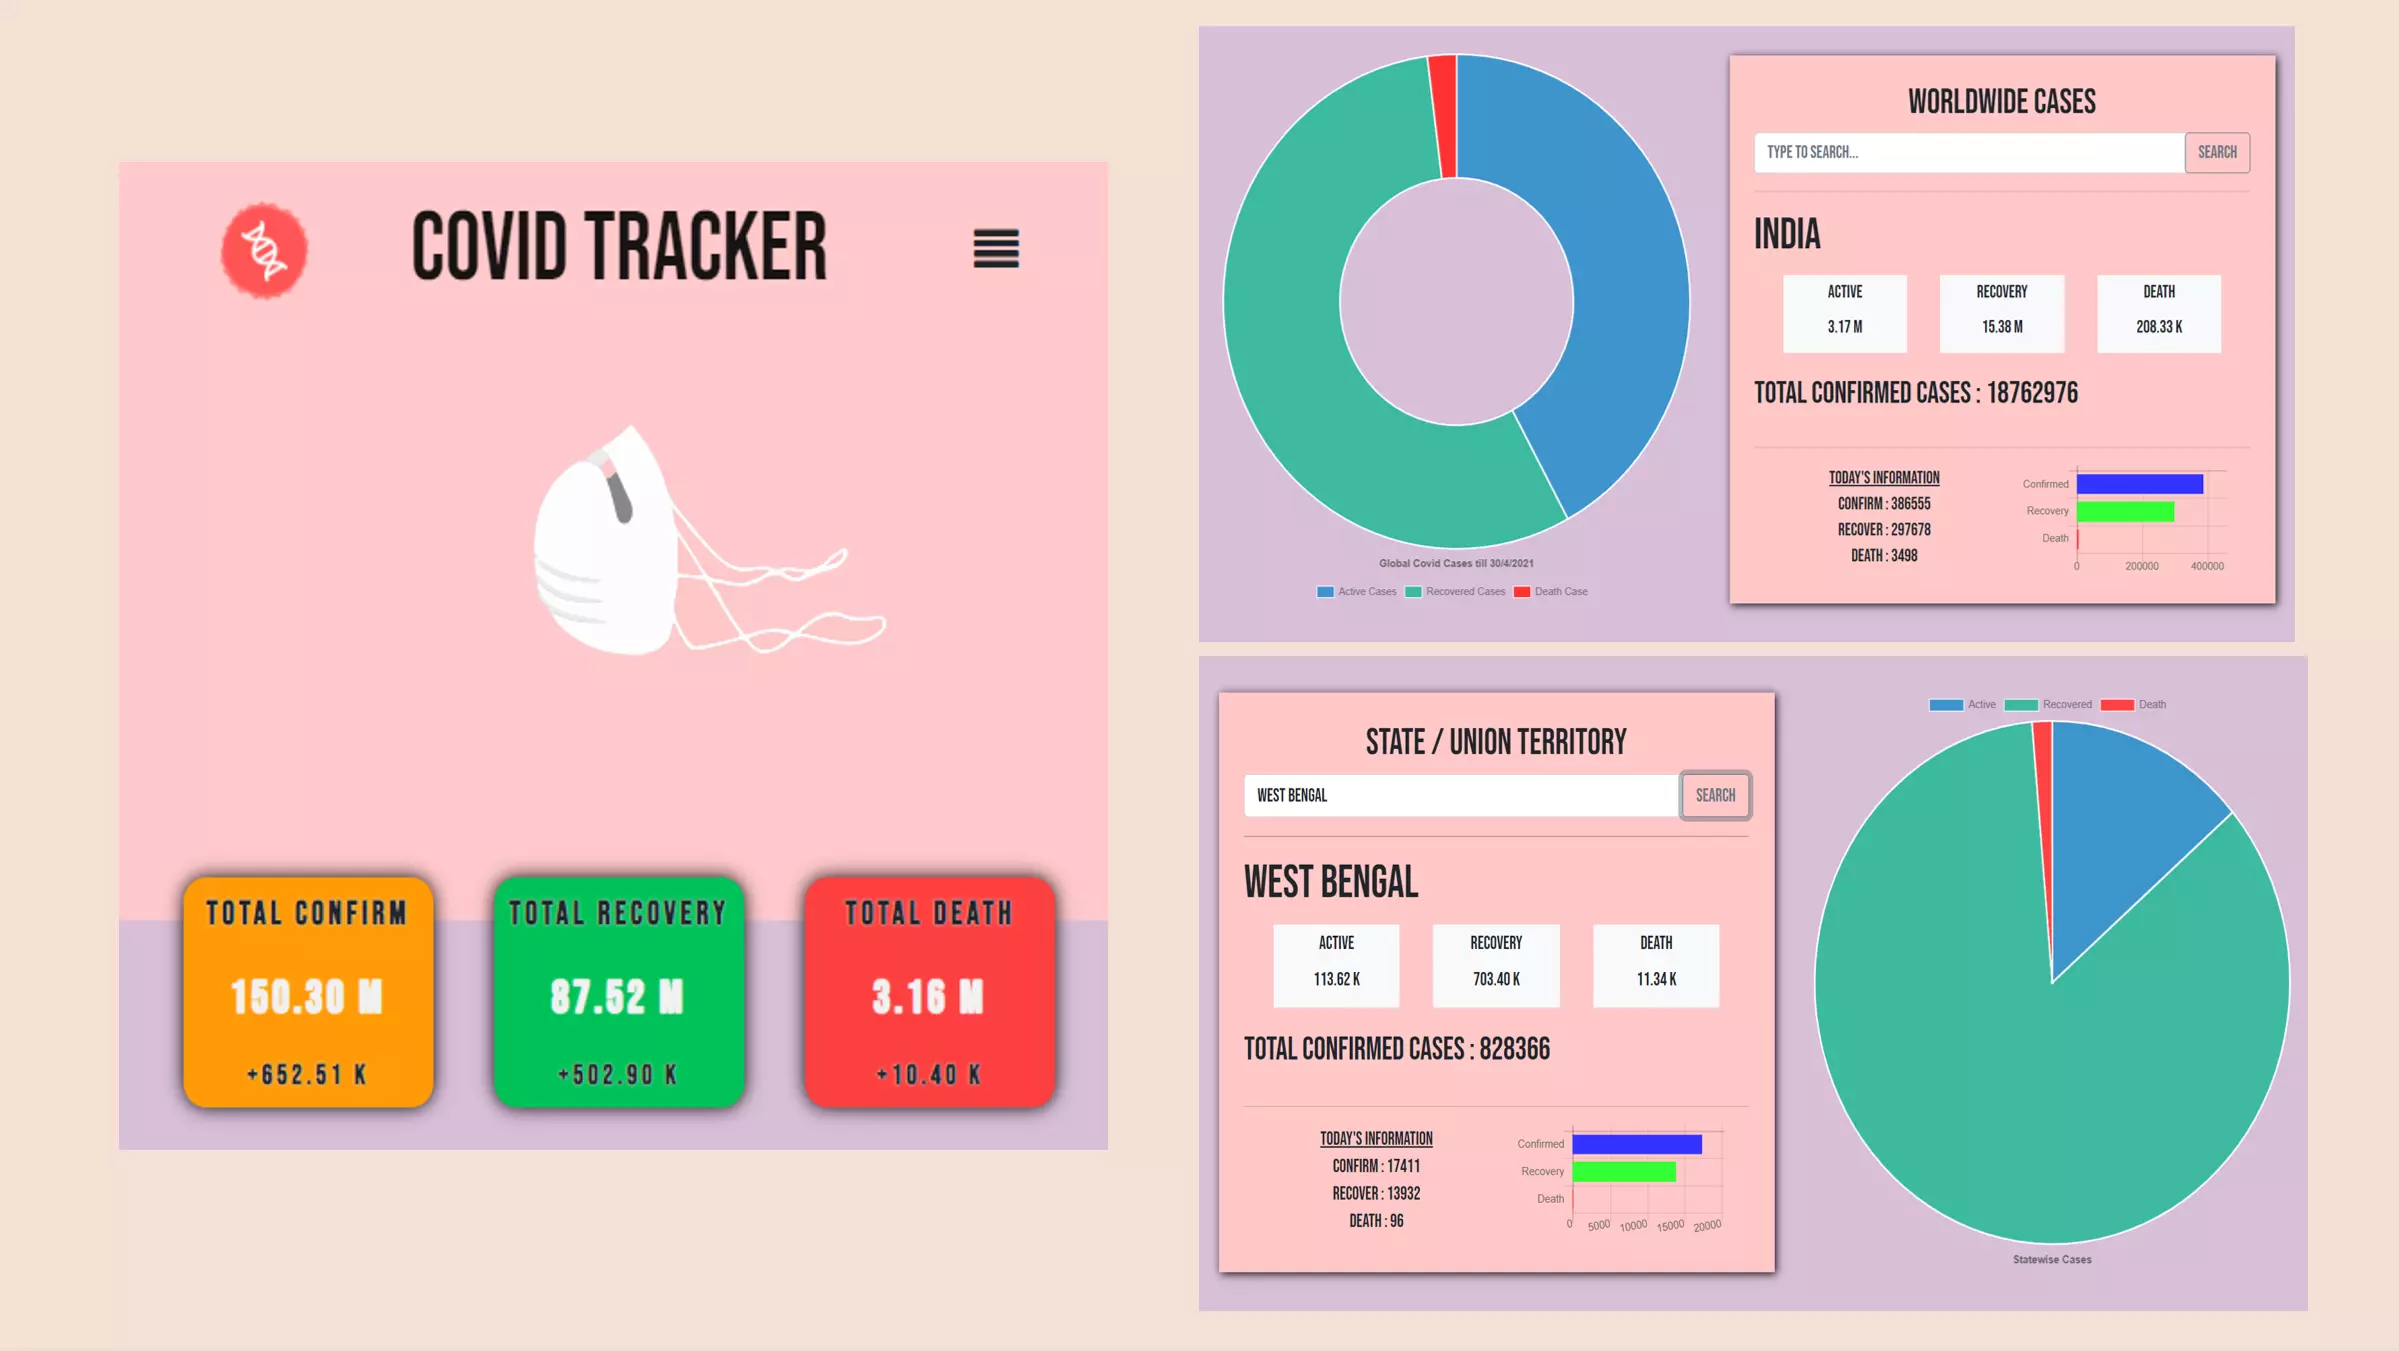 COVID TRACKER
TOTAL CONFIRM
150.30 M
+652.51 K
TOTAL RECOVERY
87.52 M
+502.90 K
TOTAL DEATH
3.16 M
+10.40 K
Global Covid Cases till 30/4/2021
Active Cases Recovered Cases Death Case
WORLDWIDE CASES
TYPE TO SEARCH... SEARCH
INDIA
ACTIVE RECOVERY DEATH
3.17 M 15.38 M 208.33 K
TOTAL CONFIRMED CASES : 18762976
TODAY'S INFORMATION
CONFIRM : 386555
RECOVER : 297678
DEATH : 3498
Confirmed
Recovery
Death
0 200000 400000
STATE / UNION TERRITORY
WEST BENGAL SEARCH
WEST BENGAL
ACTIVE RECOVERY DEATH
113.62 K 703.40 K 11.34 K
TOTAL CONFIRMED CASES : 828366
TODAY'S INFORMATION
CONFIRM : 17411
RECOVER : 13932
DEATH : 96
Confirmed
Recovery
Death
0 5000 10000 15000 20000
Active Recovered Death
Statewise Cases